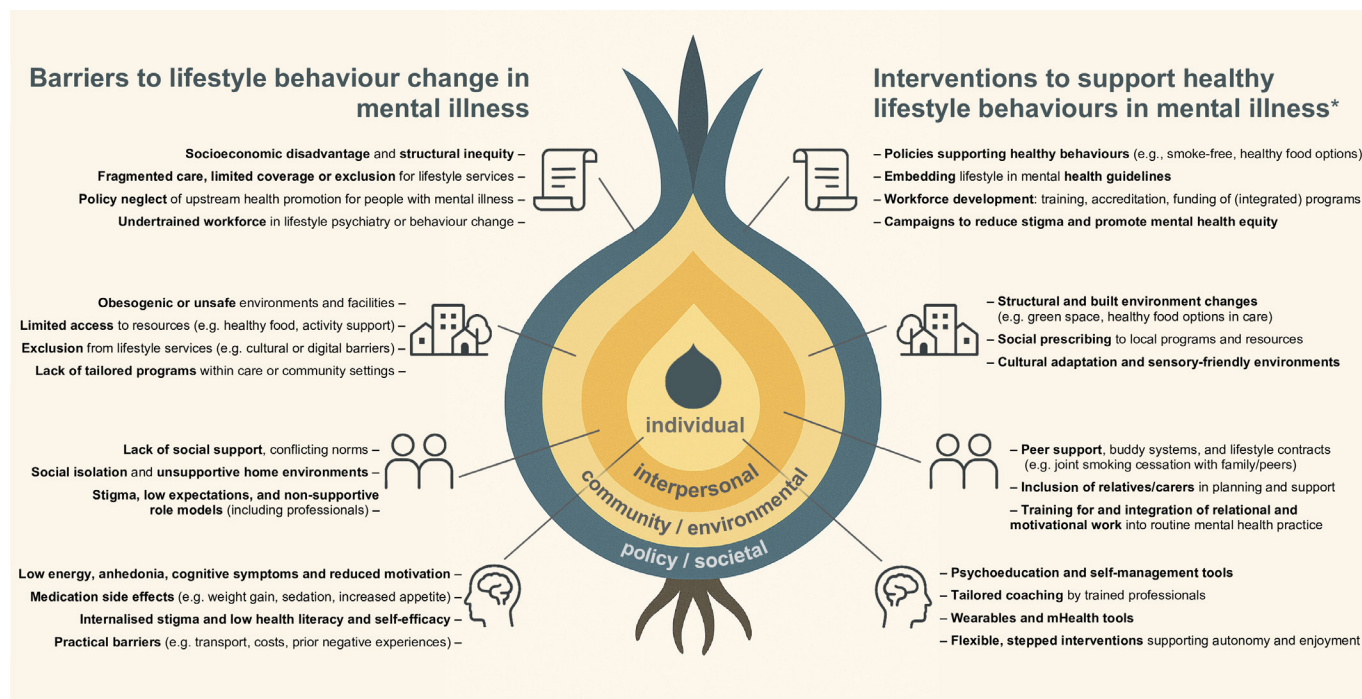 Barriers to lifestyle behaviour change in
mental illness
Socioeconomic disadvantage and structural inequity –
Fragmented care, limited coverage or exclusion for lifestyle services –
Policy neglect of upstream health promotion for people with mental illness –
Undertrained workforce in lifestyle psychiatry or behaviour change –
Obesogenic or unsafe environments and facilities –
Limited access to resources (e.g. healthy food, activity support) –
Exclusion from lifestyle services (e.g. cultural or digital barriers) –
Lack of tailored programs within care or community settings –
Lack of social support, conflicting norms –
Social isolation and unsupportive home environments –
Stigma, low expectations, and non-supportive
role models (including professionals) –
Low energy, anhedonia, cognitive symptoms and reduced motivation –
Medication side effects (e.g. weight gain, sedation, increased appetite) –
Internalised stigma and low health literacy and self-efficacy –
Practical barriers (e.g. transport, costs, prior negative experiences) –
individual
interpersonal
community / environmental
policy / societal
Interventions to support healthy
lifestyle behaviours in mental illness*
– Policies supporting healthy behaviours (e.g., smoke-free, healthy food options)
– Embedding lifestyle in mental health guidelines
– Workforce development: training, accreditation, funding of (integrated) programs
– Campaigns to reduce stigma and promote mental health equity
– Structural and built environment changes
(e.g. green space, healthy food options in care)
– Social prescribing to local programs and resources
– Cultural adaptation and sensory-friendly environments
– Peer support, buddy systems, and lifestyle contracts
(e.g. joint smoking cessation with family/peers)
– Inclusion of relatives/carers in planning and support
– Training for and integration of relational and
motivational work into routine mental health practice
– Psychoeducation and self-management tools
– Tailored coaching by trained professionals
– Wearables and mHealth tools
– Flexible, stepped interventions supporting autonomy and enjoyment